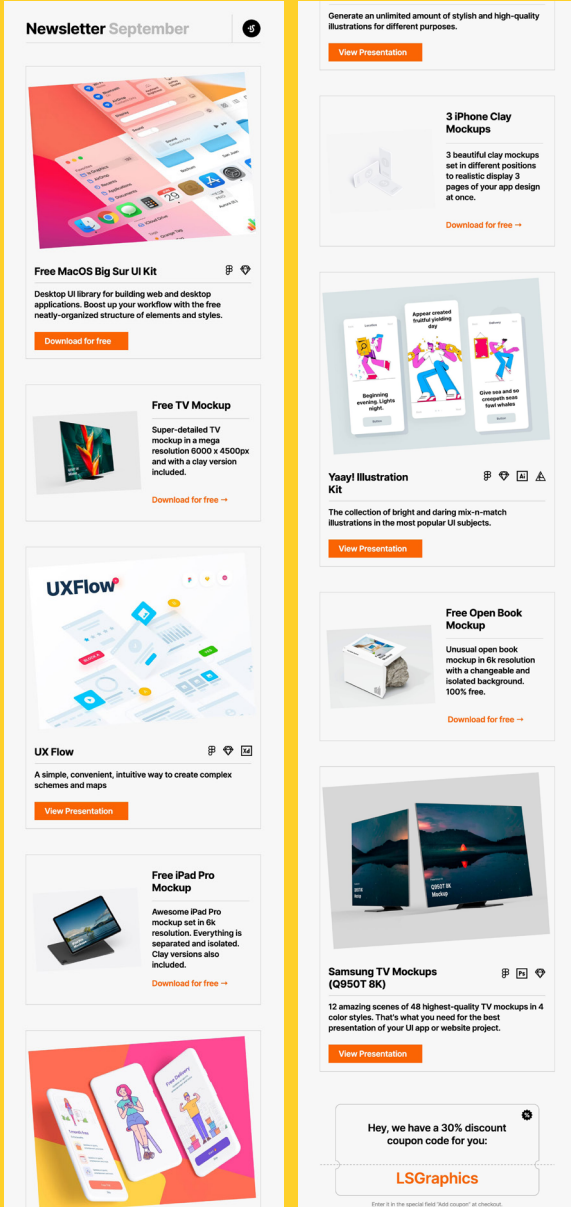 Newsletter September
Free MacOS Big Sur UI Kit
Desktop UI library for building web and desktop
applications. Boost up your workflow with the free
neatly-organized structure of elements and styles.
Download for free
Free TV Mockup
Super-detailed TV
mockup in a mega
resolution 6000 x 4500px
and with a clay version
included.
Download for free →
UXFlow
UX Flow
Xd
A simple, convenient, intuitive way to create complex
schemes and maps
View Presentation
Free iPad Pro
Mockup
Awesome iPad Pro
mockup set in 6k
resolution. Everything is
separated and isolated.
Clay versions also
included.
Download for free →
Free Delivery
Generate an unlimited amount of stylish and high-quality
illustrations for different purposes.
View Presentation
3 iPhone Clay
Mockups
3 beautiful clay mockups
set in different positions
to realistic display 3
pages of your app design
at once.
Download for free →
Appear created
fruitful yielding
day
Beginning
evening. Lights
night.
Give sea and so
creepeth seas
fowl whales
Yaay! Illustration
Kit
Ai
The collection of bright and daring mix-n-match
illustrations in the most popular UI subjects.
View Presentation
Free Open Book
Mockup
Unusual open book
mockup in 6k resolution
with a changeable and
isolated background.
100% free.
Download for free →
Q950T 8K
Mockup
Samsung TV Mockups
(Q950T 8K)
Ps
12 amazing scenes of 48 highest-quality TV mockups in 4
color styles. That's what you need for the best
presentation of your UI app or website project.
View Presentation
Hey, we have a 30% discount
coupon code for you:
LSGraphics
Enter it in the special field "Add coupon" at checkout.